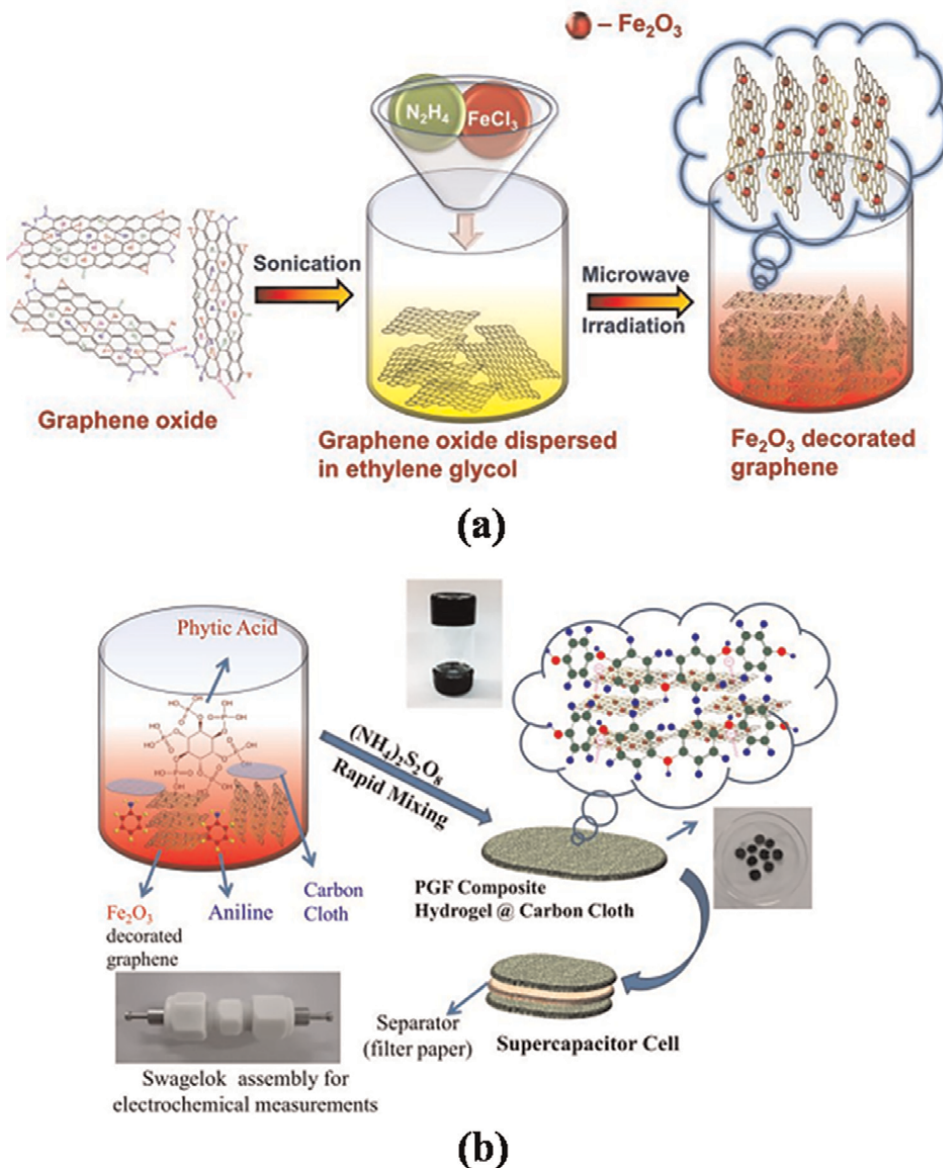 – Fe₂O₃
N₂H₄
FeCl₃
Sonication
Microwave
Irradiation
Graphene oxide
Graphene oxide dispersed
in ethylene glycol
Fe₂O₃ decorated
graphene
(a)
Phytic Acid
(NH₄)₂S₂O₈
Rapid Mixing
PGF Composite
Hydrogel @ Carbon Cloth
Fe₂O₃
decorated
graphene
Aniline
Carbon
Cloth
Separator
(filter paper)
Supercapacitor Cell
Swagelok assembly for
electrochemical measurements
(b)